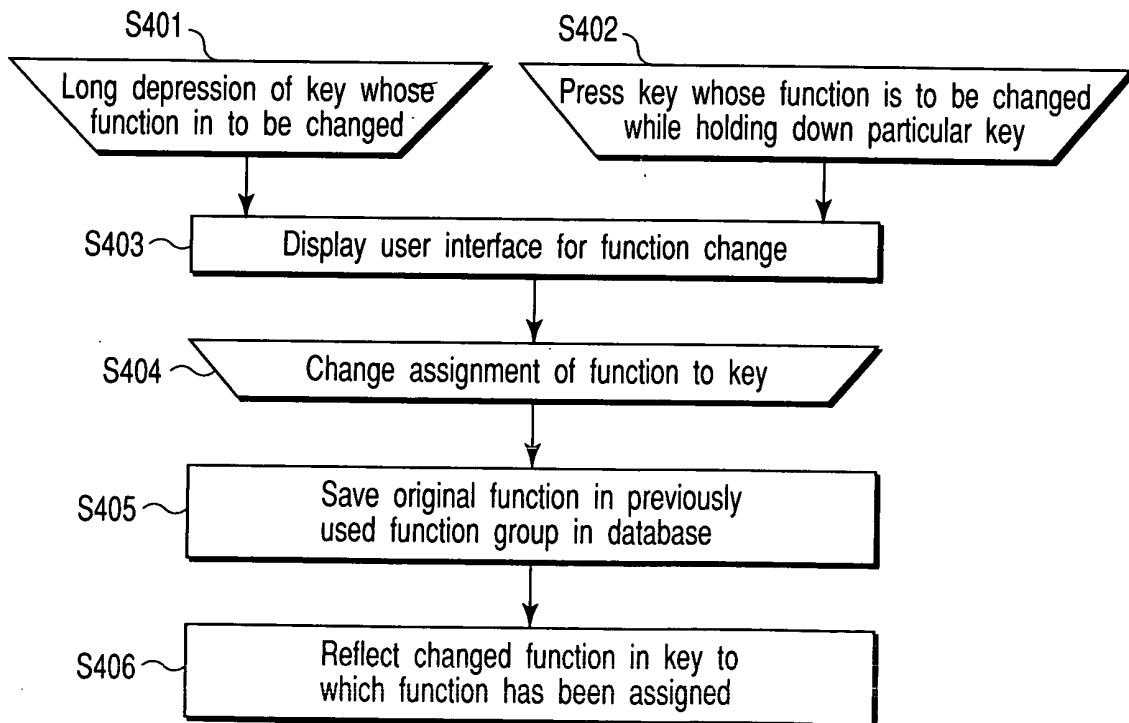 S401
Long depression of key whose
function in to be changed
S402
Press key whose function is to be changed
while holding down particular key
S403
Display user interface for function change
S404
Change assignment of function to key
S405
Save original function in previously
used function group in database
S406
Reflect changed function in key to
which function has been assigned